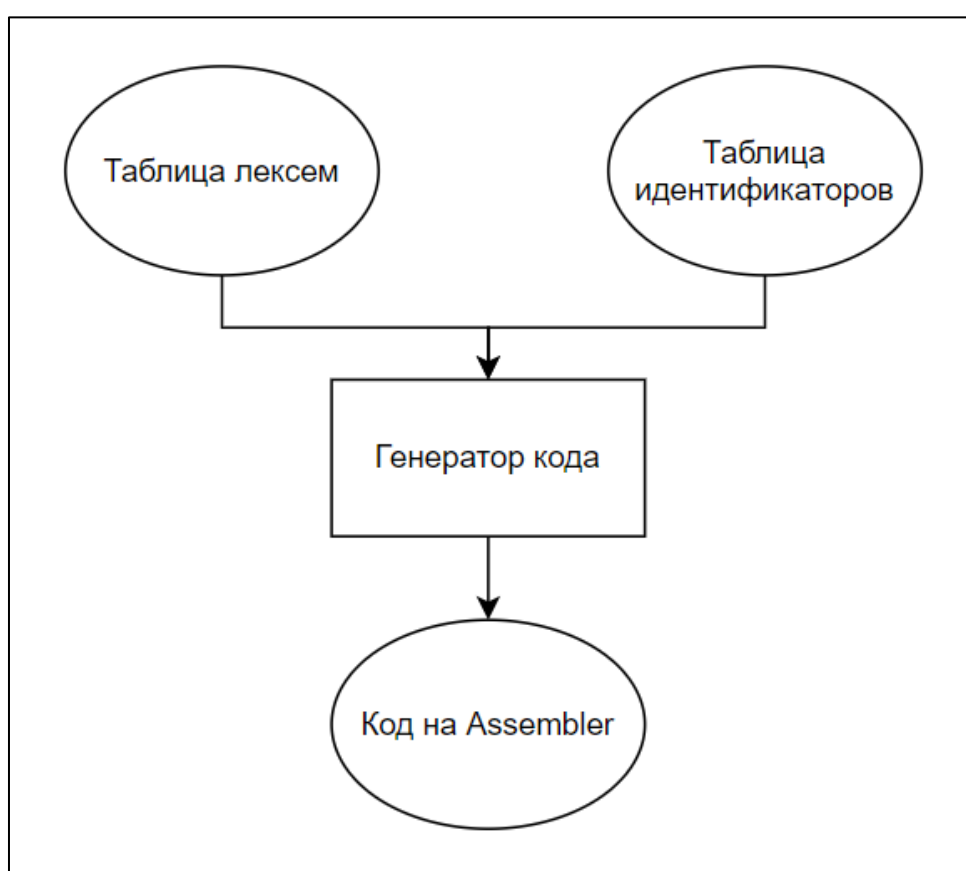 Таблица лексем
Таблица
идентификаторов
Генератор кода
Код на Assembler